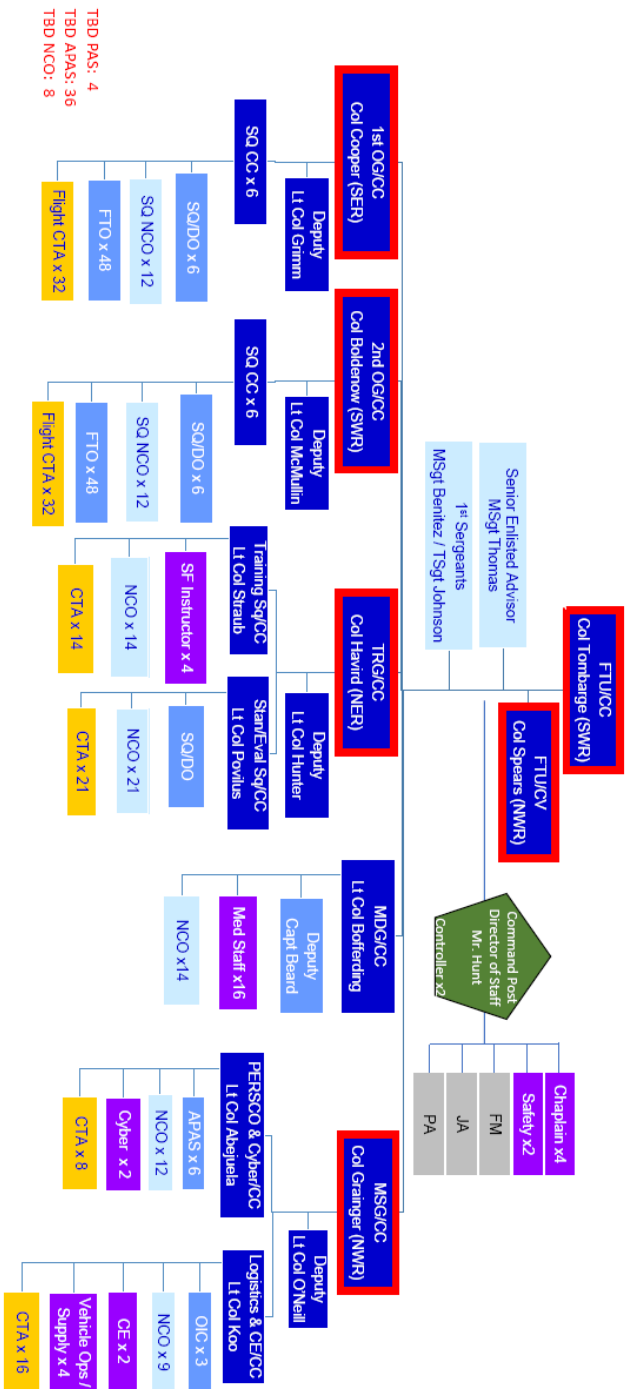 FTU/CC
Col Tombarge (SWR)
FTU/CV
Col Spears (NWR)
Senior Enlisted Advisor
MSgt Thomas
1st Sergeants
MSgt Benitez / TSgt Johnson
Command Post
Director of Staff
Mr. Hunt
Controller x2
Chaplain x4
Safety x2
FM
JA
PA
1st OG/CC
Col Cooper (SER)
Deputy
Lt Col Grimm
SQ CC x 6
SQ/DO x 6
SQ NCO x 12
FTO x 48
Flight CTA x 32
2nd OG/CC
Col Boldenow (SWR)
Deputy
Lt Col McMullin
SQ CC x 6
SQ/DO x 6
SQ NCO x 12
FTO x 48
Flight CTA x 32
TRG/CC
Col Havird (NER)
Deputy
Lt Col Hunter
Training Sq/CC
Lt Col Straub
SF Instructor x 4
NCO x 14
CTA x 14
Stan/Eval Sq/CC
Lt Col Povilus
SQ/DO
NCO x 21
CTA x 21
MDG/CC
Lt Col Bofferding
Deputy
Capt Beard
Med Staff x16
NCO x14
MSG/CC
Col Grainger (NWR)
Deputy
Lt Col O'Neill
PERSCO & Cyber/CC
Lt Col Abejuela
APAS x 6
NCO x 12
Cyber x 2
CTA x 8
Logistics & CE/CC
Lt Col Koo
OIC x 3
NCO x 9
CE x 2
Vehicle Ops /
Supply x 4
CTA x 16
TBD PAS: 4
TBD APAS: 36
TBD NCO: 8